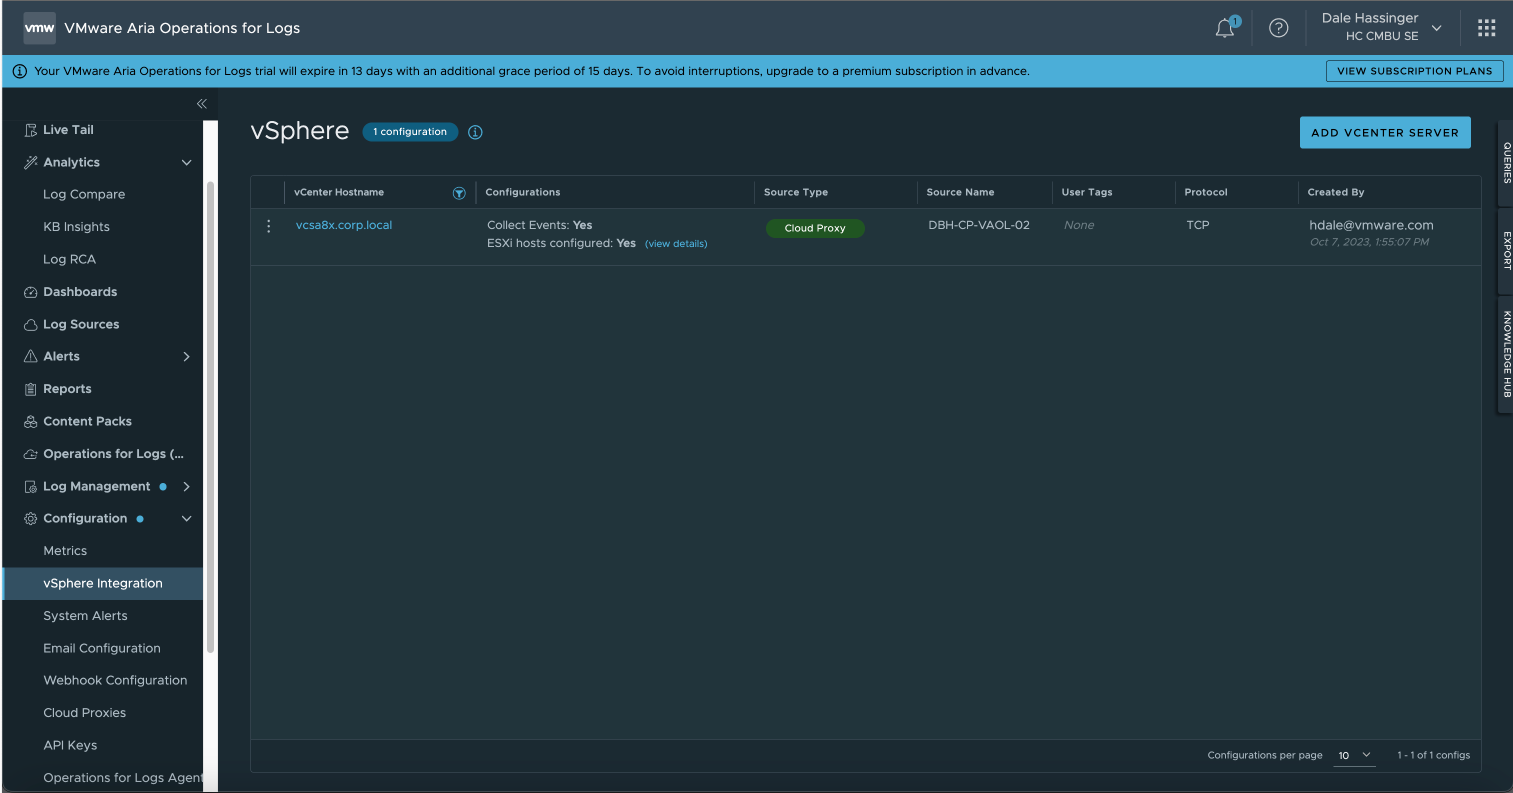 vmw VMware Aria Operations for Logs
1
Dale Hassinger
HC CMBU SE
Your VMware Aria Operations for Logs trial will expire in 13 days with an additional grace period of 15 days. To avoid interruptions, upgrade to a premium subscription in advance.
VIEW SUBSCRIPTION PLANS
Live Tail
Analytics
Log Compare
KB Insights
Log RCA
Dashboards
Log Sources
Alerts
Reports
Content Packs
Operations for Logs (...
Log Management
Configuration
Metrics
vSphere Integration
System Alerts
Email Configuration
Webhook Configuration
Cloud Proxies
API Keys
Operations for Logs Agent
vSphere 1 configuration
ADD VCENTER SERVER
vCenter Hostname Configurations Source Type Source Name User Tags Protocol Created By
vcsa8x.corp.local Collect Events: Yes Cloud Proxy DBH-CP-VAOL-02 None TCP hdale@vmware.com
ESXi hosts configured: Yes (view details) Oct 7, 2023, 1:55:07 PM
Configurations per page 10 1 - 1 of 1 configs
QUERIES
EXPORT
KNOWLEDGE HUB